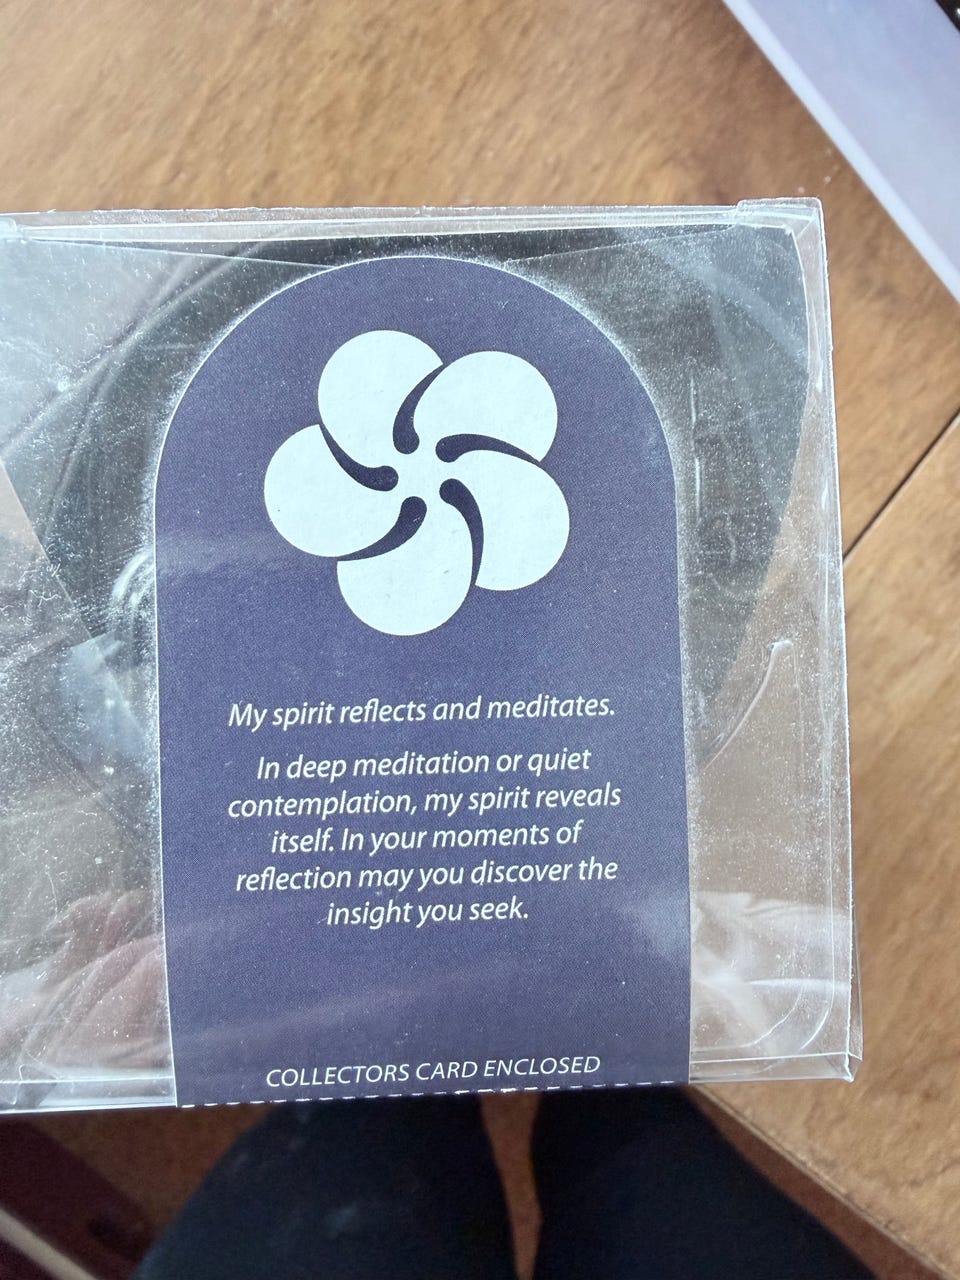 My spirit reflects and meditates.
In deep meditation or quiet
contemplation, my spirit reveals
itself. In your moments of
reflection may you discover the
insight you seek.
COLLECTORS CARD ENCLOSED